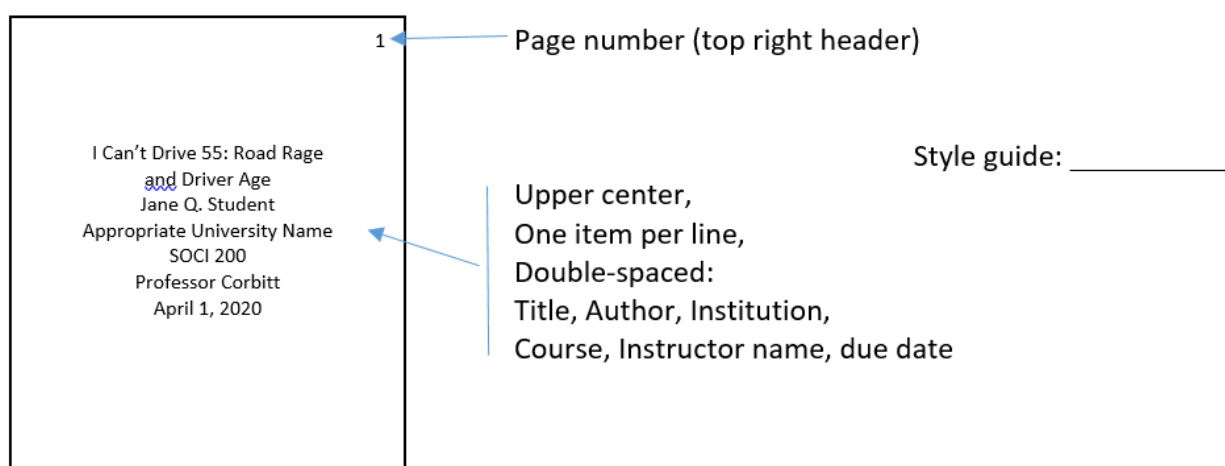 1
Page number (top right header)
I Can't Drive 55: Road Rage
and Driver Age
Jane Q. Student
Appropriate University Name
SOCI 200
Professor Corbitt
April 1, 2020
Style guide: ___________
Upper center,
One item per line,
Double-spaced:
Title, Author, Institution,
Course, Instructor name, due date